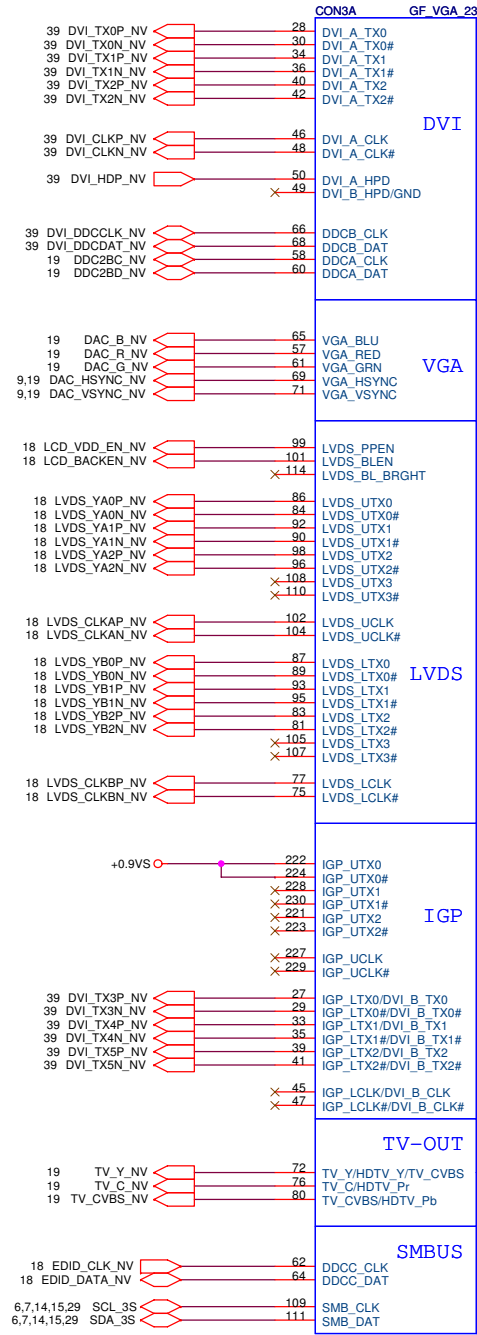 CON3A GF_VGA_23
39 DVI_TX0P_NV 28 DVI_A_TX0
39 DVI_TX0N_NV 30 DVI_A_TX0#
39 DVI_TX1P_NV 34 DVI_A_TX1
39 DVI_TX1N_NV 36 DVI_A_TX1#
39 DVI_TX2P_NV 40 DVI_A_TX2
39 DVI_TX2N_NV 42 DVI_A_TX2#
DVI
39 DVI_CLKP_NV 46 DVI_A_CLK
39 DVI_CLKN_NV 48 DVI_A_CLK#
39 DVI_HDP_NV 50 DVI_A_HPD
49 DVI_B_HPD/GND
39 DVI_DDCCLK_NV 66 DDCB_CLK
39 DVI_DDCDAT_NV 68 DDCB_DAT
19 DDC2BC_NV 58 DDCA_CLK
19 DDC2BD_NV 60 DDCA_DAT
19 DAC_B_NV 65 VGA_BLU
19 DAC_R_NV 57 VGA_RED
VGA
19 DAC_G_NV 61 VGA_GRN
9,19 DAC_HSYNC_NV 69 VGA_HSYNC
9,19 DAC_VSYNC_NV 71 VGA_VSYNC
18 LCD_VDD_EN_NV 99 LVDS_PPEN
18 LCD_BACKEN_NV 101 LVDS_BLEN
114 LVDS_BL_BRGHT
18 LVDS_YA0P_NV 86 LVDS_UTX0
18 LVDS_YA0N_NV 84 LVDS_UTX0#
18 LVDS_YA1P_NV 92 LVDS_UTX1
18 LVDS_YA1N_NV 90 LVDS_UTX1#
18 LVDS_YA2P_NV 98 LVDS_UTX2
18 LVDS_YA2N_NV 96 LVDS_UTX2#
108 LVDS_UTX3
110 LVDS_UTX3#
18 LVDS_CLKAP_NV 102 LVDS_UCLK
18 LVDS_CLKAN_NV 104 LVDS_UCLK#
18 LVDS_YB0P_NV 87 LVDS_LTX0
18 LVDS_YB0N_NV 89 LVDS_LTX0#
LVDS
18 LVDS_YB1P_NV 93 LVDS_LTX1
18 LVDS_YB1N_NV 95 LVDS_LTX1#
18 LVDS_YB2P_NV 83 LVDS_LTX2
18 LVDS_YB2N_NV 81 LVDS_LTX2#
105 LVDS_LTX3
107 LVDS_LTX3#
18 LVDS_CLKBP_NV 77 LVDS_LCLK
18 LVDS_CLKBN_NV 75 LVDS_LCLK#
+0.9VS 222 IGP_UTX0
224 IGP_UTX0#
228 IGP_UTX1
230 IGP_UTX1#
221 IGP_UTX2
IGP
223 IGP_UTX2#
227 IGP_UCLK
229 IGP_UCLK#
39 DVI_TX3P_NV 27 IGP_LTX0/DVI_B_TX0
39 DVI_TX3N_NV 29 IGP_LTX0#/DVI_B_TX0#
39 DVI_TX4P_NV 33 IGP_LTX1/DVI_B_TX1
39 DVI_TX4N_NV 35 IGP_LTX1#/DVI_B_TX1#
39 DVI_TX5P_NV 39 IGP_LTX2/DVI_B_TX2
39 DVI_TX5N_NV 41 IGP_LTX2#/DVI_B_TX2#
45 IGP_LCLK/DVI_B_CLK
47 IGP_LCLK#/DVI_B_CLK#
TV-OUT
19 TV_Y_NV 72 TV_Y/HDTV_Y/TV_CVBS
19 TV_C_NV 76 TV_C/HDTV_Pr
19 TV_CVBS_NV 80 TV_CVBS/HDTV_Pb
SMBUS
18 EDID_CLK_NV 62 DDCC_CLK
18 EDID_DATA_NV 64 DDCC_DAT
6,7,14,15,29 SCL_3S 109 SMB_CLK
6,7,14,15,29 SDA_3S 111 SMB_DAT